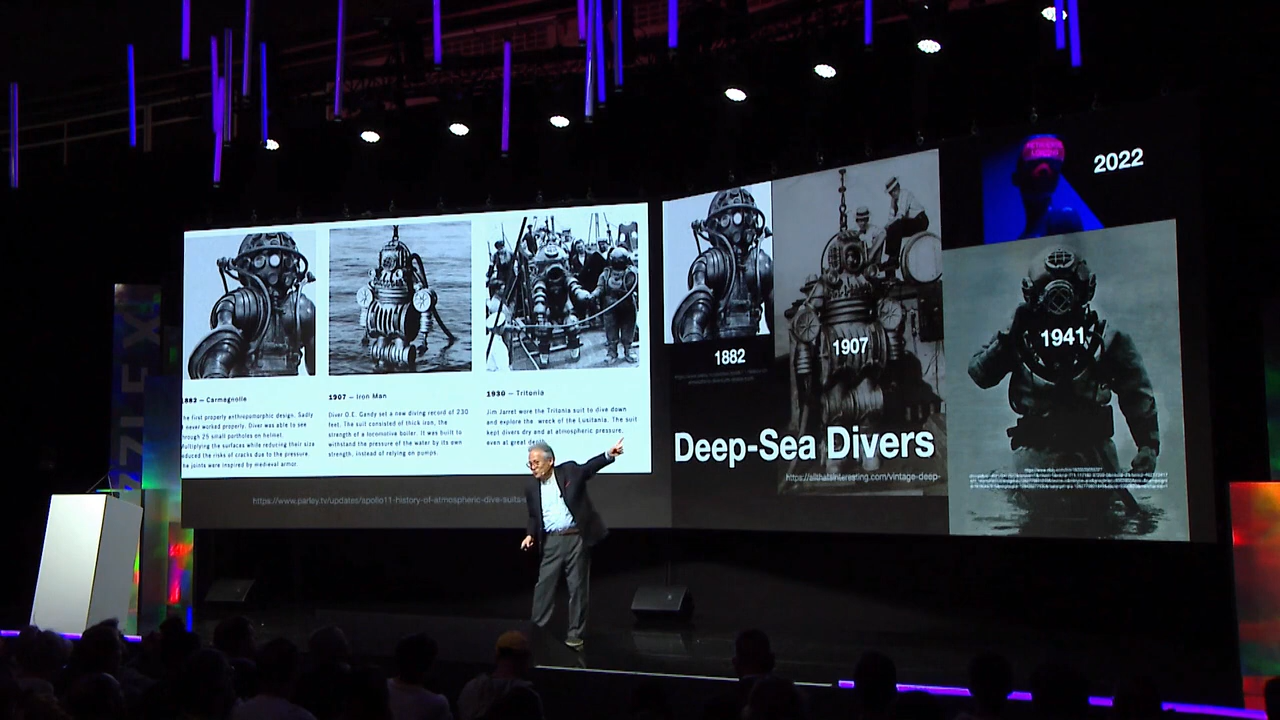 1882 — Carmagnolle
the first properly anthropomorphic design. Sadly
it never worked properly. Diver was able to see
through 25 small portholes on helmet.
Multiplying the surfaces while reducing their size
reduced the risks of cracks due to the pressure.
The joints were inspired by medieval armor.
1907 — Iron Man
Diver O.E. Gandy set a new diving record of 230
feet. The suit consisted of thick iron, the
strength of a locomotive boiler. It was built to
withstand the pressure of the water by its own
strength, instead of relying on pumps.
1930 — Tritonia
Jim Jarret wore the Tritonia suit to dive down
and explore the wreck of the Lusitania. The suit
kept divers dry and at atmospheric pressure,
even at great depth
https://www.parley.tv/updates/spotlo11-history-of-atmospheric-dive-suits-
1882
1907
1941
2022
Deep-Sea Divers
https://allthatsinteresting.com/vintage-deep-